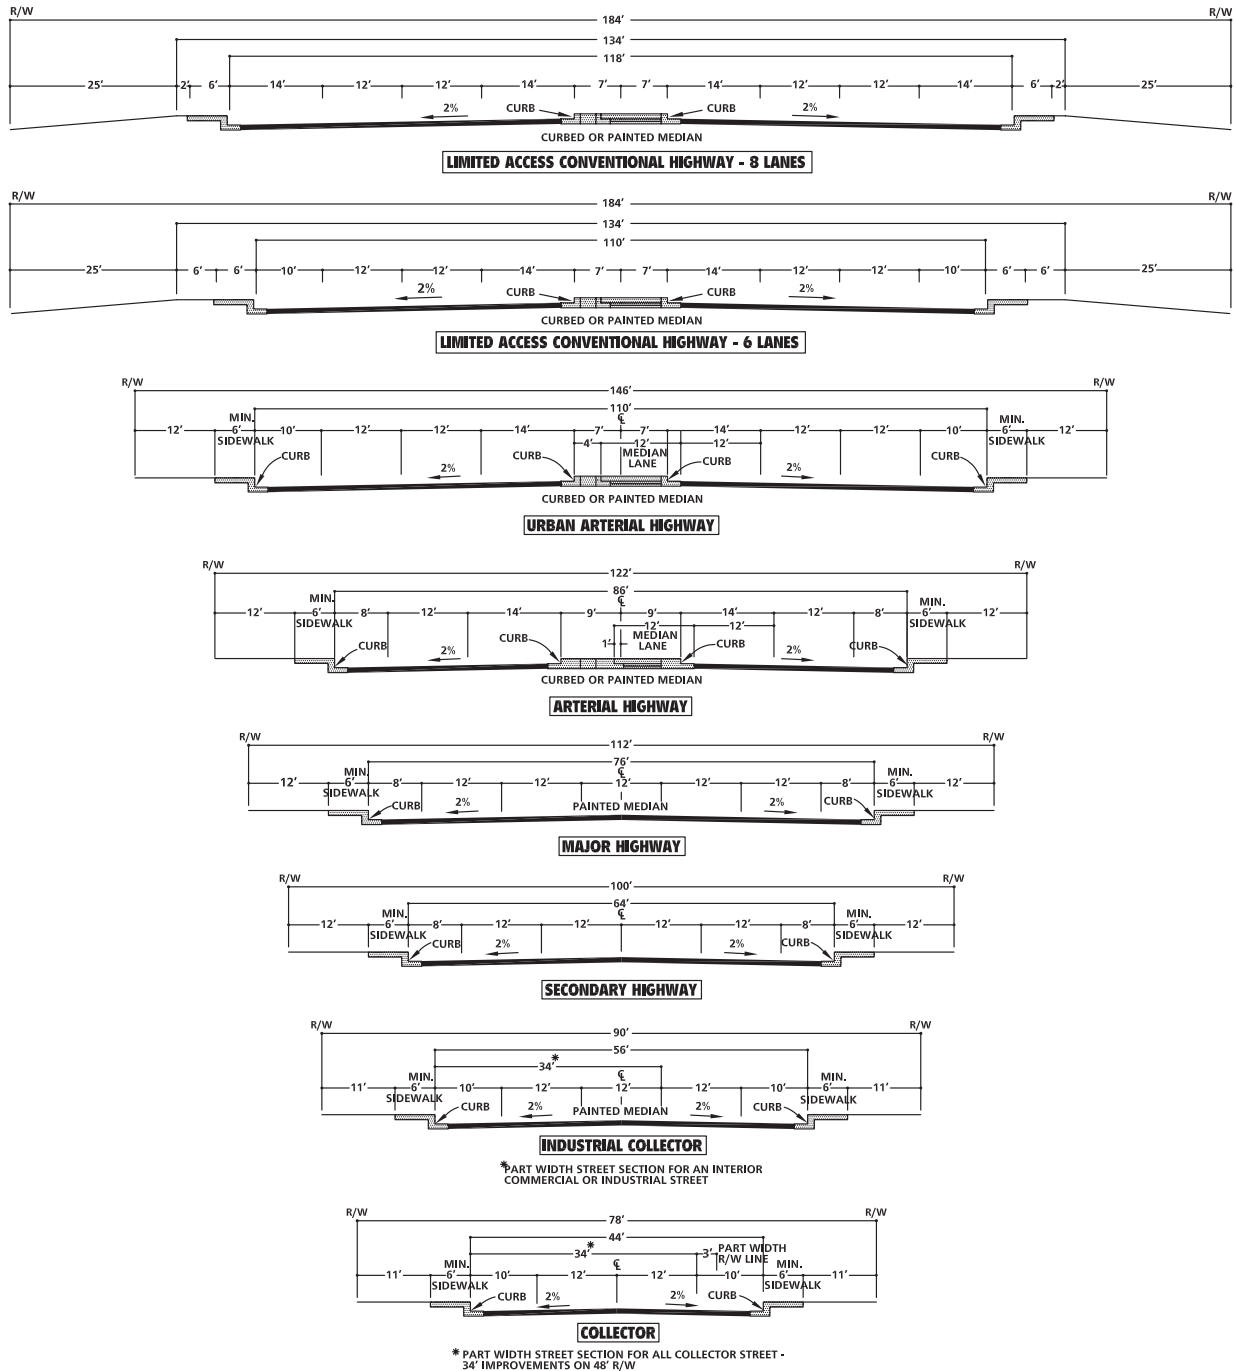 R/W R/W
184'
134'
118'
25' 2' 6' 14' 12' 12' 14' 7' 7' 14' 12' 12' 14' 6' 2' 25'
2% CURB CURB 2%
CURBED OR PAINTED MEDIAN
LIMITED ACCESS CONVENTIONAL HIGHWAY - 8 LANES
R/W R/W
184'
134'
110'
25' 6' 6' 10' 12' 12' 14' 7' 7' 14' 12' 12' 10' 6' 6' 25'
2% CURB CURB 2%
CURBED OR PAINTED MEDIAN
LIMITED ACCESS CONVENTIONAL HIGHWAY - 6 LANES
R/W R/W
146'
110'
MIN. ℄ MIN.
12' 6' 10' 12' 12' 14' 7' 7' 14' 12' 12' 10' 6' 12'
SIDEWALK 4' 12' 12' SIDEWALK
MEDIAN
LANE
CURB CURB CURB CURB
2% 2%
CURBED OR PAINTED MEDIAN
URBAN ARTERIAL HIGHWAY
R/W R/W
122'
86'
MIN. ℄ MIN.
12' 6' 8' 12' 14' 9' 9' 14' 12' 8' 6' 12'
SIDEWALK 12' 12' SIDEWALK
MEDIAN
1' LANE
CURB CURB CURB CURB
2% 2%
CURBED OR PAINTED MEDIAN
ARTERIAL HIGHWAY
R/W R/W
112'
76'
MIN. ℄ MIN.
12' 6' 8' 12' 12' 12' 12' 12' 8' 6' 12'
SIDEWALK SIDEWALK
CURB 2% PAINTED MEDIAN 2% CURB
MAJOR HIGHWAY
R/W R/W
100'
64'
MIN. ℄ MIN.
12' 6' 8' 12' 12' 12' 12' 8' 6' 12'
SIDEWALK SIDEWALK
CURB 2% 2% CURB
SECONDARY HIGHWAY
R/W R/W
90'
56'
34'*
MIN. ℄ MIN.
11' 6' 10' 12' 12' 12' 10' 6' 11'
SIDEWALK SIDEWALK
CURB 2% PAINTED MEDIAN 2% CURB
INDUSTRIAL COLLECTOR
*PART WIDTH STREET SECTION FOR AN INTERIOR
COMMERCIAL OR INDUSTRIAL STREET
R/W R/W
78'
44'
34'* 3' PART WIDTH
R/W LINE
MIN. ℄ MIN.
11' 6' 10' 12' 12' 10' 6' 11'
SIDEWALK SIDEWALK
CURB 2% 2% CURB
COLLECTOR
* PART WIDTH STREET SECTION FOR ALL COLLECTOR STREET -
34' IMPROVEMENTS ON 48' R/W